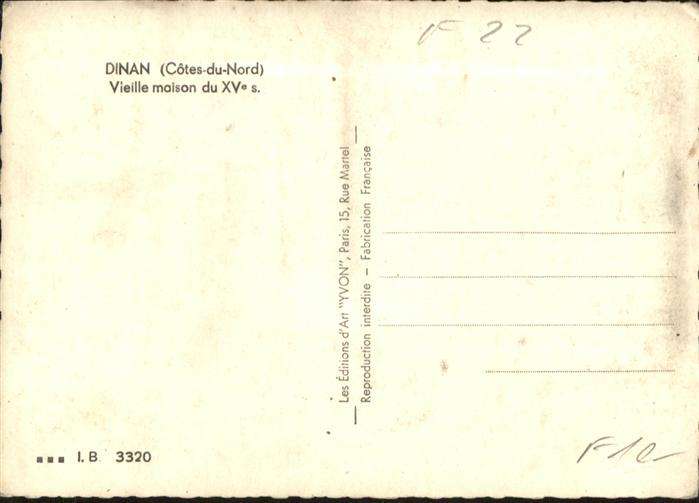 F 22
DINAN (Côtes-du-Nord)
Vieille maison du XVe s.
Les Éditions d'Art "YVON", Paris, 15, Rue Martel
Reproduction interdite — Fabrication Française
I. B. 3320
F10